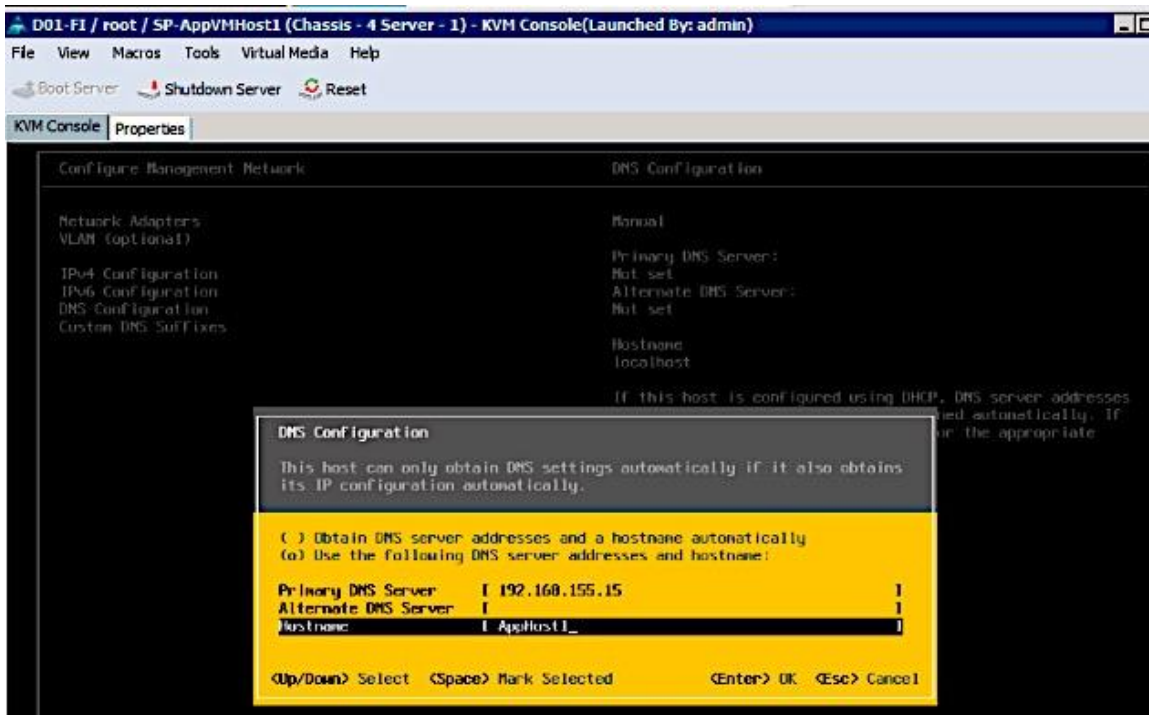 D01-FI / root / SP-AppVMHost1 (Chassis - 4 Server - 1) - KVM Console(Launched By: admin)
File View Macros Tools Virtual Media Help
Boot Server Shutdown Server Reset
KVM Console Properties
Configure Management Network DNS Configuration
Network Adapters Manual
VLAN (optional)
Primary DNS Server:
IPv4 Configuration Not set
IPv6 Configuration Alternate DNS Server:
DNS Configuration Not set
Custom DNS Suffixes
Hostname
localhost
If this host is configured using DHCP, DNS server addresses
automatically. If
the appropriate
DNS Configuration
This host can only obtain DNS settings automatically if it also obtains
its IP configuration automatically.
( ) Obtain DNS server addresses and a hostname automatically
(o) Use the following DNS server addresses and hostname:
Primary DNS Server [ 192.168.155.15 ]
Alternate DNS Server [ ]
Hostname [ AppHost1_ ]
<Up/Down> Select <Space> Mark Selected <Enter> OK <Esc> Cancel